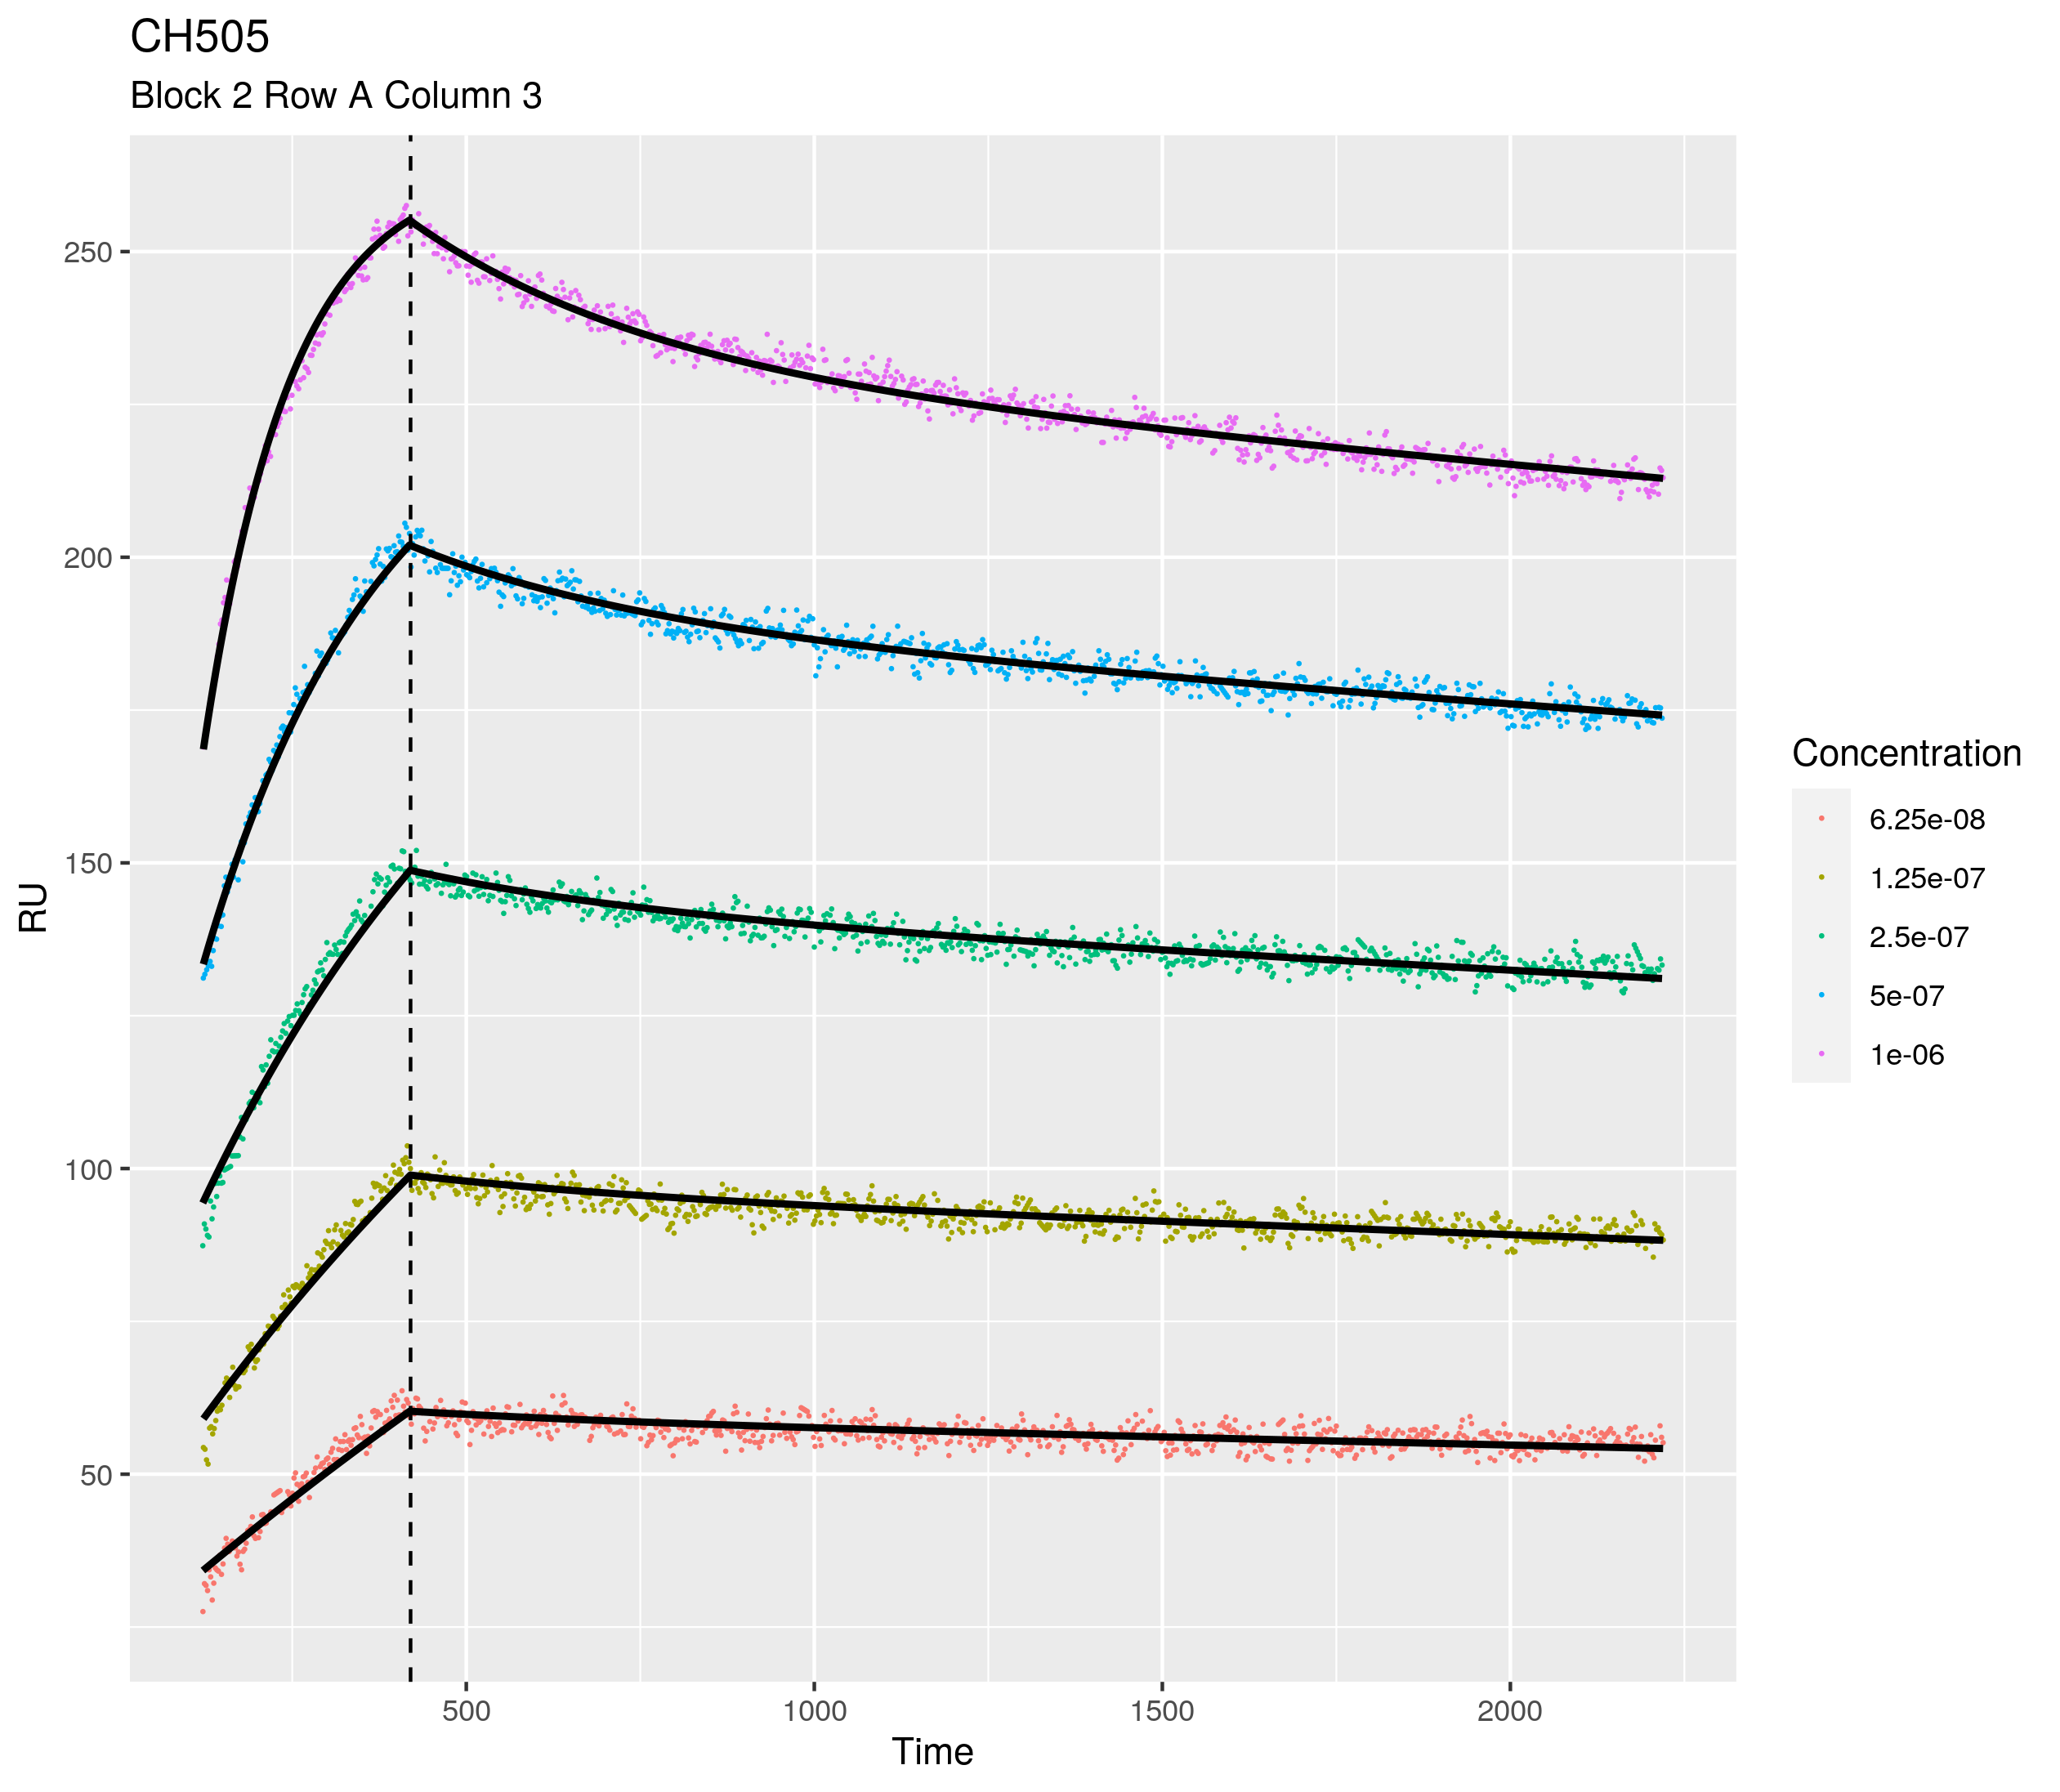 CH505
Block 2 Row A Column 3
RU
250
200
150
100
50
500
1000
1500
2000
Time
Concentration
6.25e-08
1.25e-07
2.5e-07
5e-07
1e-06